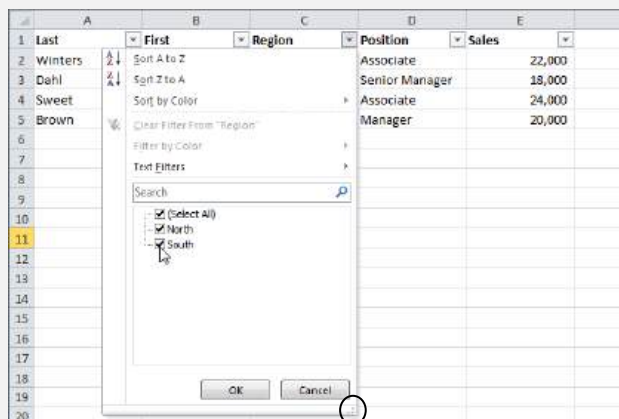 A B C D E
1 Last First Region Position Sales
2 Winters Sort A to Z Associate 22,000
3 Dahl Sort Z to A Senior Manager 18,000
4 Sweet Sort by Color Associate 24,000
5 Brown Clear Filter From "Region" Manager 20,000
6 Filter by Color
7 Text Filters
8
9 Search
10 (Select All)
11 North
12 South
13
14
15
16
17
18
19 OK Cancel
20